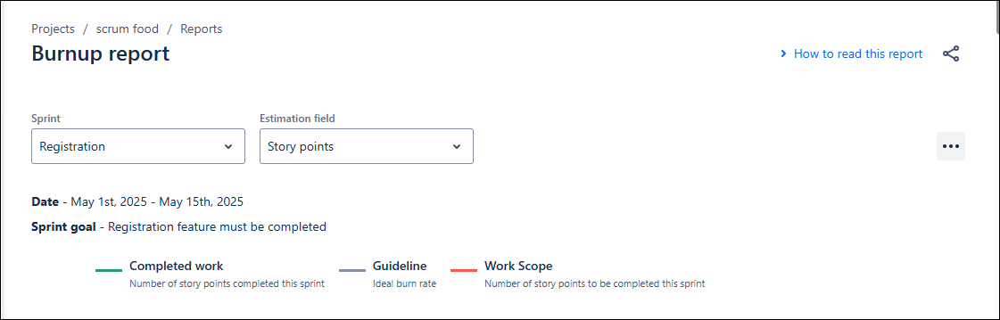 Projects / scrum food / Reports
Burnup report
How to read this report
Sprint
Estimation field
Registration
Story points
Date - May 1st, 2025 - May 15th, 2025
Sprint goal - Registration feature must be completed
Completed work
Number of story points completed this sprint
Guideline
Ideal burn rate
Work Scope
Number of story points to be completed this sprint